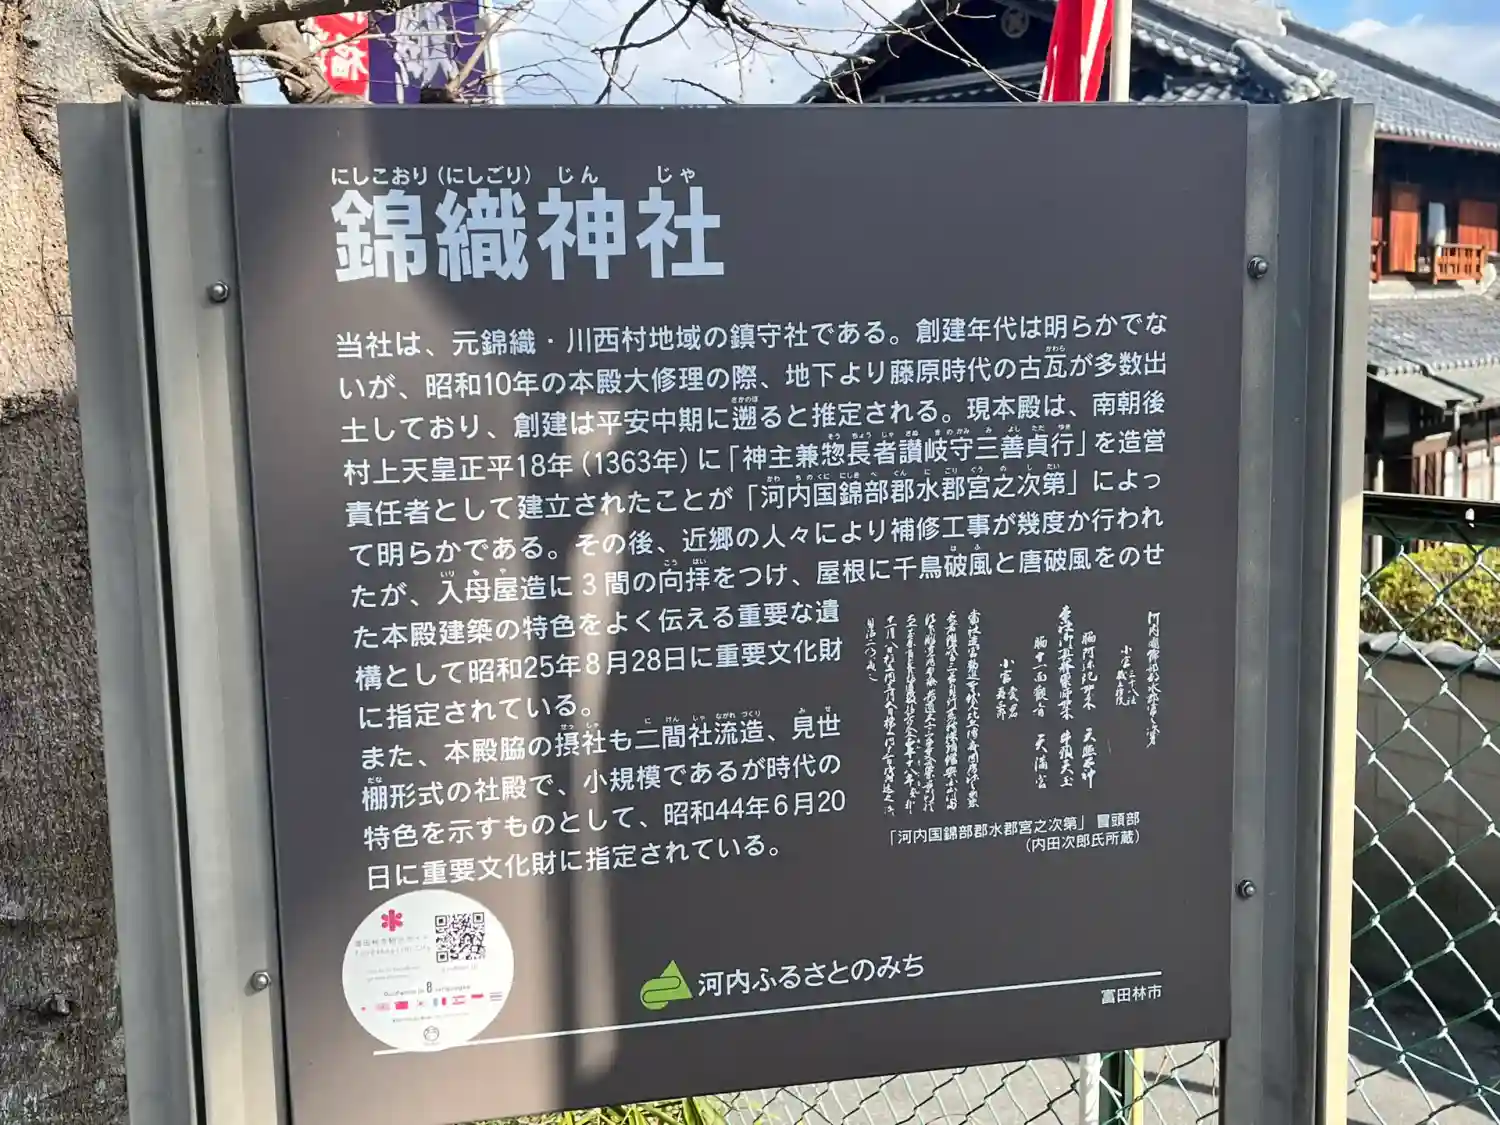 にしこおり（にしごり） じん じゃ
錦織神社
当社は、元錦織・川西村地域の鎮守社である。創建年代は明らかでな
いが、昭和10年の本殿大修理の際、地下より藤原時代の古瓦が多数出
土しており、創建は平安中期に遡ると推定される。現本殿は、南朝後
村上天皇正平18年（1363年）に「神主兼惣長者讃岐守三善貞行」を造営
責任者として建立されたことが「河内国錦部郡水郡宮之次第」によっ
て明らかである。その後、近郷の人々により補修工事が幾度か行われ
たが、入母屋造に３間の向拝をつけ、屋根に千鳥破風と唐破風をのせ
た本殿建築の特色をよく伝える重要な遺
構として昭和25年8月28日に重要文化財
に指定されている。
また、本殿脇の摂社も二間社流造、見世
棚形式の社殿で、小規模であるが時代の
特色を示すものとして、昭和44年6月20
日に重要文化財に指定されている。
「河内国錦部郡水郡宮之次第」冒頭部
（内田次郎氏所蔵）
河内ふるさとのみち
富田林市